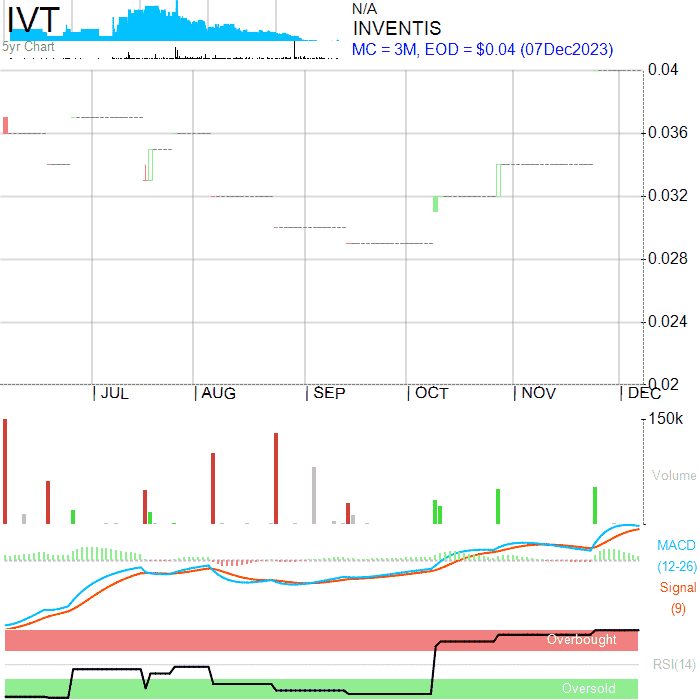 IVT
5yr Chart
N/A
INVENTIS
MC = 3M, EOD = $0.04 (07Dec2023)
0.04
0.036
0.032
0.028
0.024
0.02
JUL
AUG
SEP
OCT
NOV
DEC
150k
Volume
MACD
(12-26)
Signal
(9)
Overbought
RSI(14)
Oversold